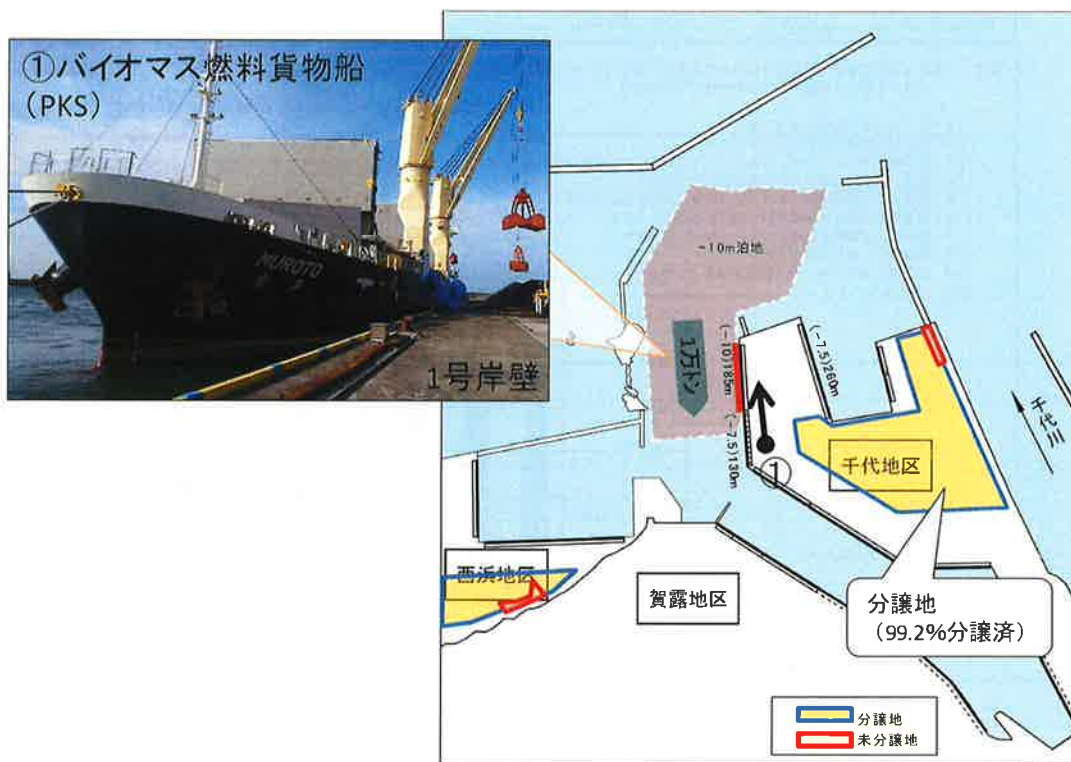 ①バイオマス燃料貨物船
(PKS)
MUROTO
1号岸壁
-10m泊地
1万トン
(-10)185m
(-7.5)260m
(-7.5)130m
①
千代川
千代地区
西浜地区
賀露地区
分譲地
(99.2%分譲済)
分譲地
未分譲地